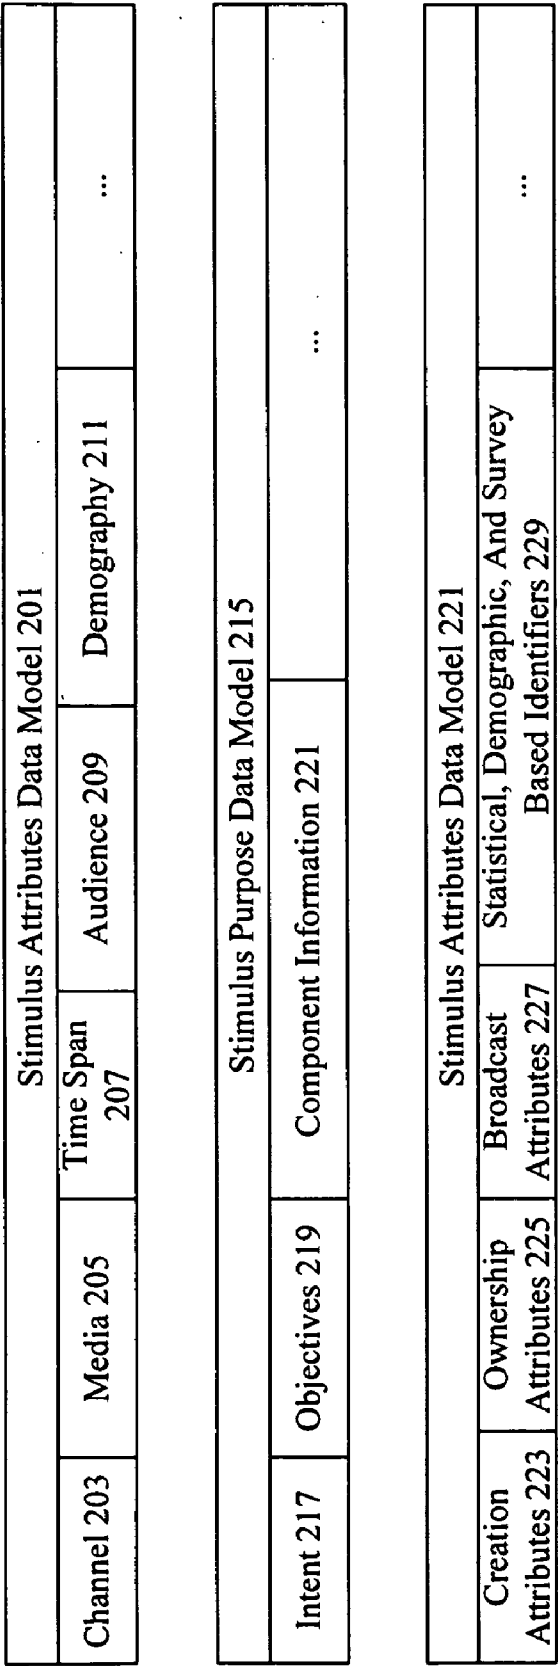 Stimulus Attributes Data Model 201
Channel 203
Media 205
Time Span
207
Audience 209
Demography 211
...
Stimulus Purpose Data Model 215
Intent 217
Objectives 219
Component Information 221
...
Stimulus Attributes Data Model 221
Creation
Attributes 223
Ownership
Attributes 225
Broadcast
Attributes 227
Statistical, Demographic, And Survey
Based Identifiers 229
...